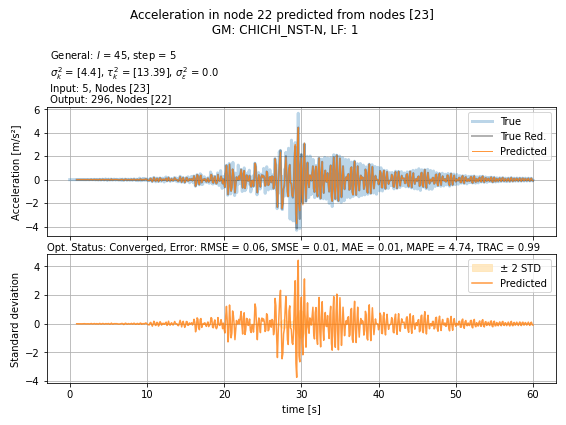 Acceleration in node 22 predicted from nodes [23]
GM: CHICHI_NST-N, LF: 1
General: l = 45, step = 5
σ²ₖ = [4.4], τ²ₖ = [13.39], σ²ε = 0.0
Input: 5, Nodes [23]
Output: 296, Nodes [22]
Acceleration [m/s²]
6
4
2
0
−2
−4
True
True Red.
Predicted
Opt. Status: Converged, Error: RMSE = 0.06, SMSE = 0.01, MAE = 0.01, MAPE = 4.74, TRAC = 0.99
Standard deviation
4
2
0
−2
−4
± 2 STD
Predicted
0 10 20 30 40 50 60
time [s]